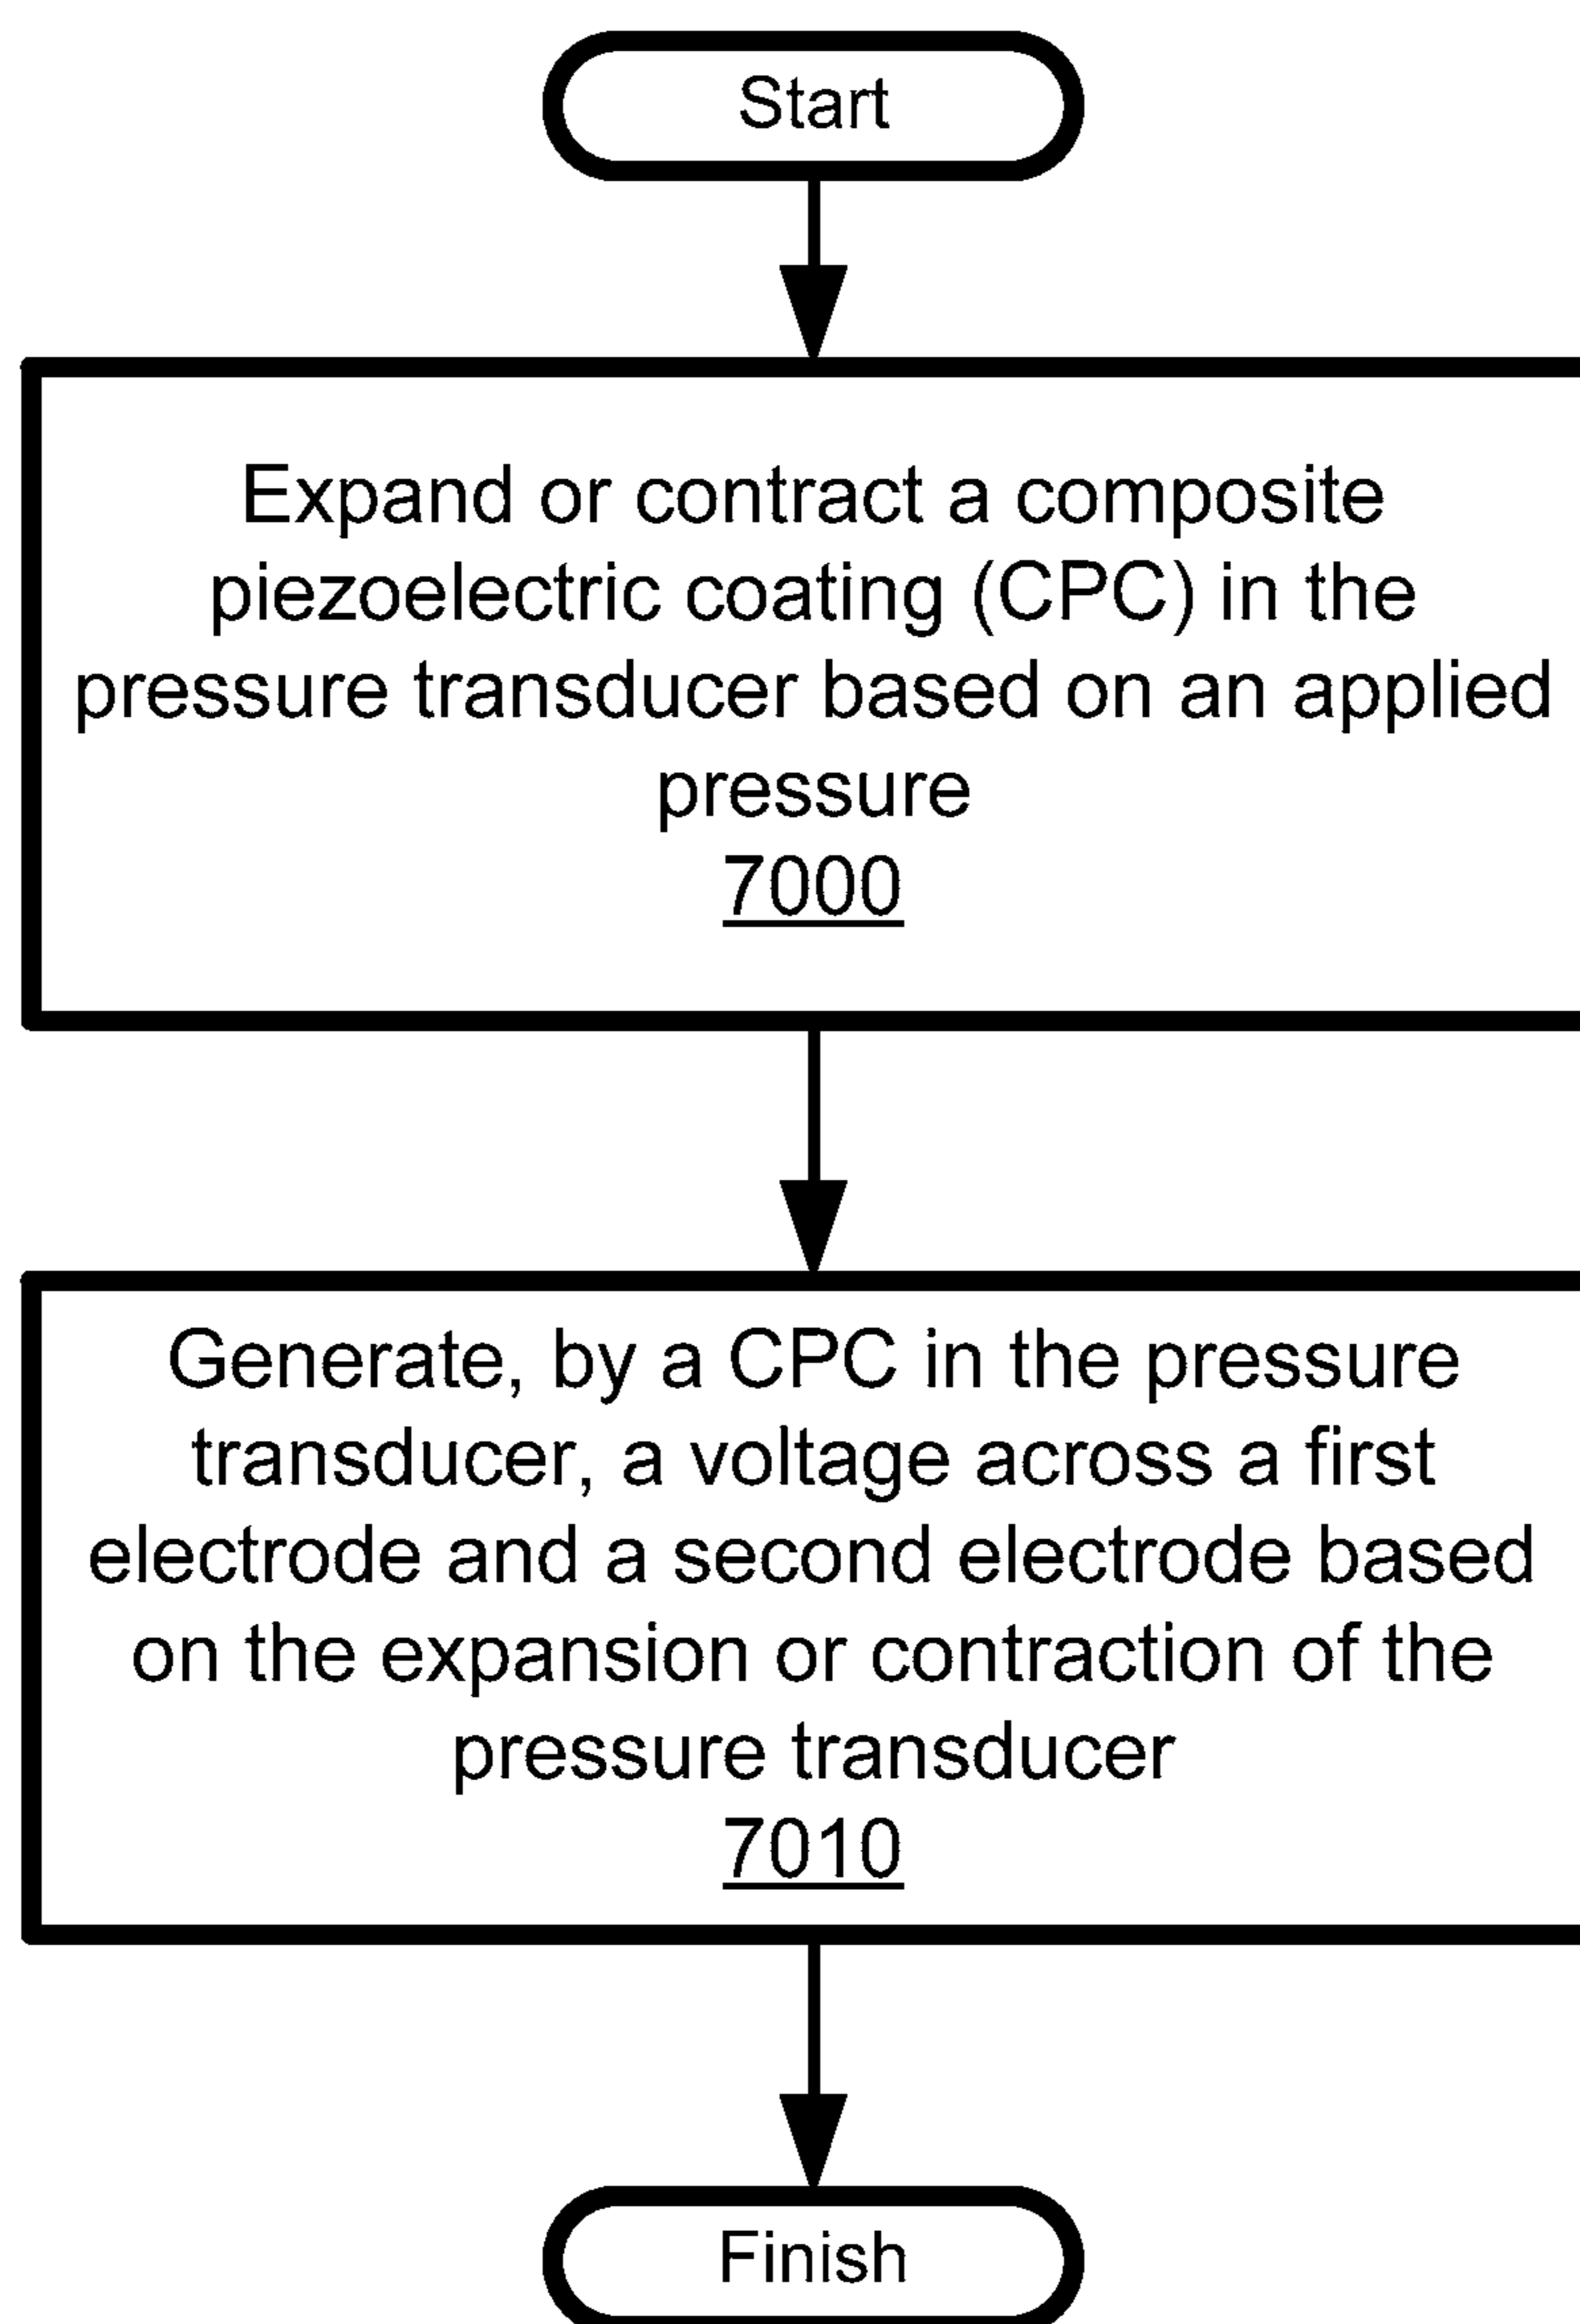 Start
Expand or contract a composite
piezoelectric coating (CPC) in the
pressure transducer based on an applied
pressure
7000
Generate, by a CPC in the pressure
transducer, a voltage across a first
electrode and a second electrode based
on the expansion or contraction of the
pressure transducer
7010
Finish